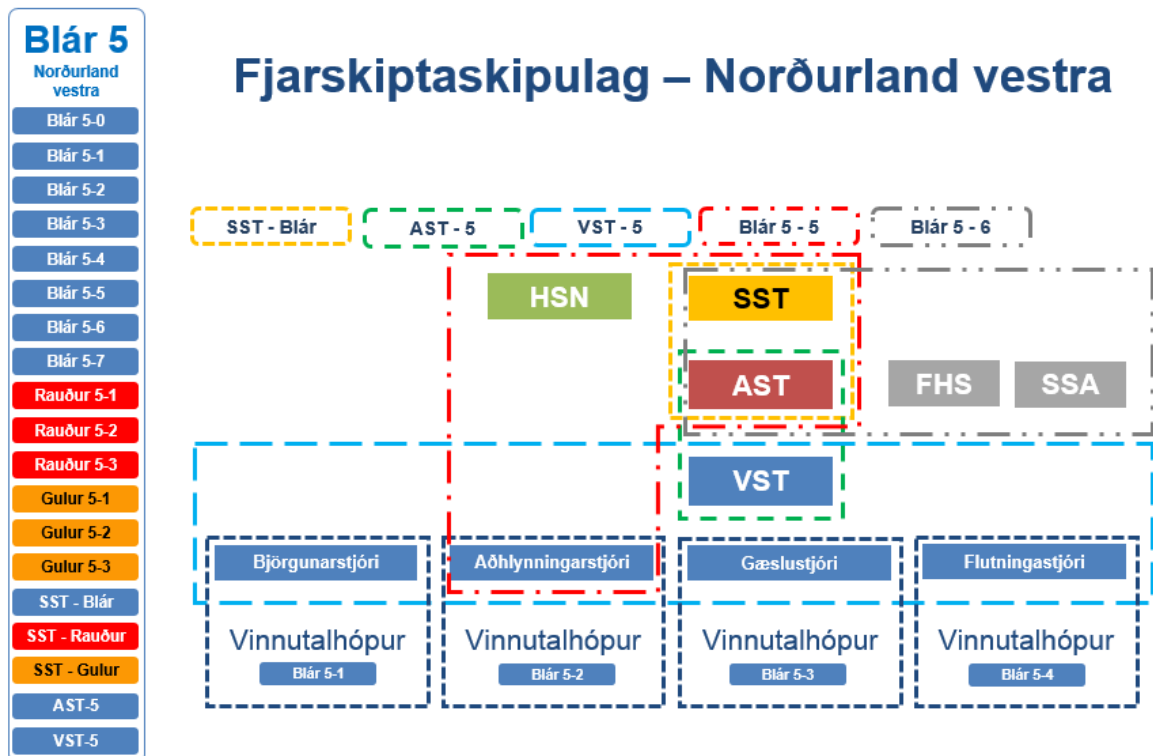 Blár 5
Norðurland
vestra
Blár 5-0
Blár 5-1
Blár 5-2
Blár 5-3
Blár 5-4
Blár 5-5
Blár 5-6
Blár 5-7
Rauður 5-1
Rauður 5-2
Rauður 5-3
Gulur 5-1
Gulur 5-2
Gulur 5-3
SST - Blár
SST - Rauður
SST - Gulur
AST-5
VST-5
Fjarskiptaskipulag – Norðurland vestra
SST - Blár
AST - 5
VST - 5
Blár 5 - 5
Blár 5 - 6
HSN
SST
AST
FHS
SSA
VST
Björgunarstjóri
Aðhlynningarstjóri
Gæslustjóri
Flutningastjóri
Vinnutalhópur
Vinnutalhópur
Vinnutalhópur
Vinnutalhópur
Blár 5-1
Blár 5-2
Blár 5-3
Blár 5-4